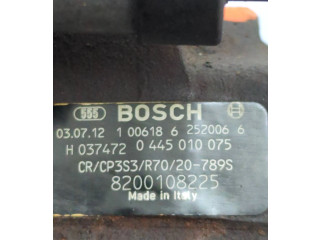 555 BOSCH
03.07.12 1 00618 6 252006 6
H 037472 0 445 010 075
CR/CP3S3/R70/20-789S
8200108225
Made in Italy